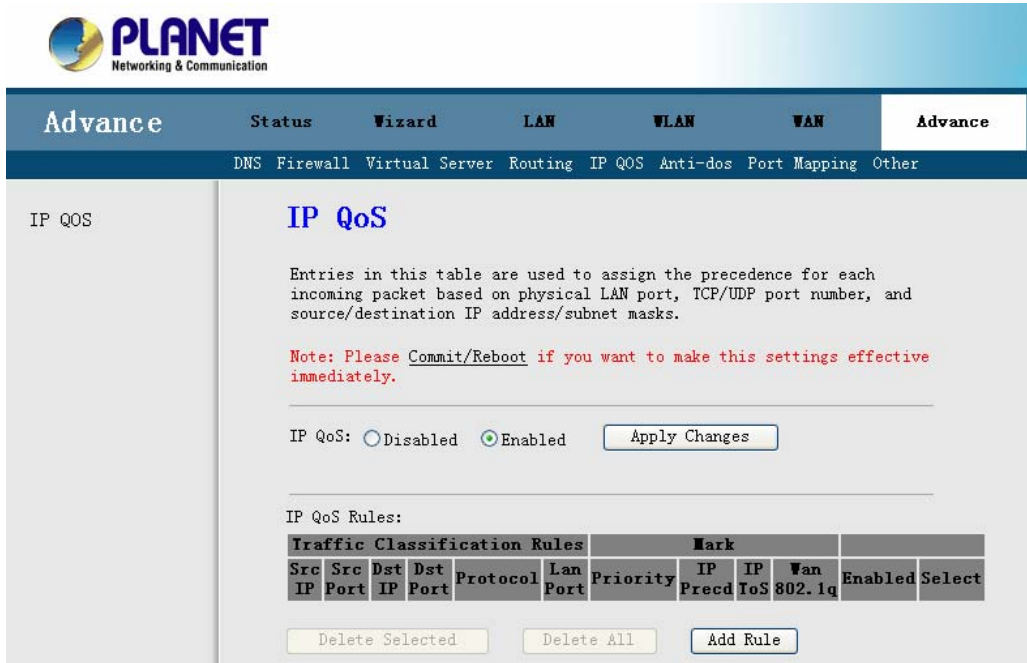 PLANET
Networking & Communication
Advance
Status Wizard LAN WLAN WAN Advance
DNS Firewall Virtual Server Routing IP QOS Anti-dos Port Mapping Other
IP QOS
IP QoS
Entries in this table are used to assign the precedence for each
incoming packet based on physical LAN port, TCP/UDP port number, and
source/destination IP address/subnet masks.
Note: Please Commit/Reboot if you want to make this settings effective
immediately.
IP QoS: Disabled Enabled Apply Changes
IP QoS Rules:
Traffic Classification Rules Mark
Src IP Src Port Dst IP Dst Port Protocol Lan Port Priority IP Precd IP ToS Wan 802.1q Enabled Select
Delete Selected Delete All Add Rule